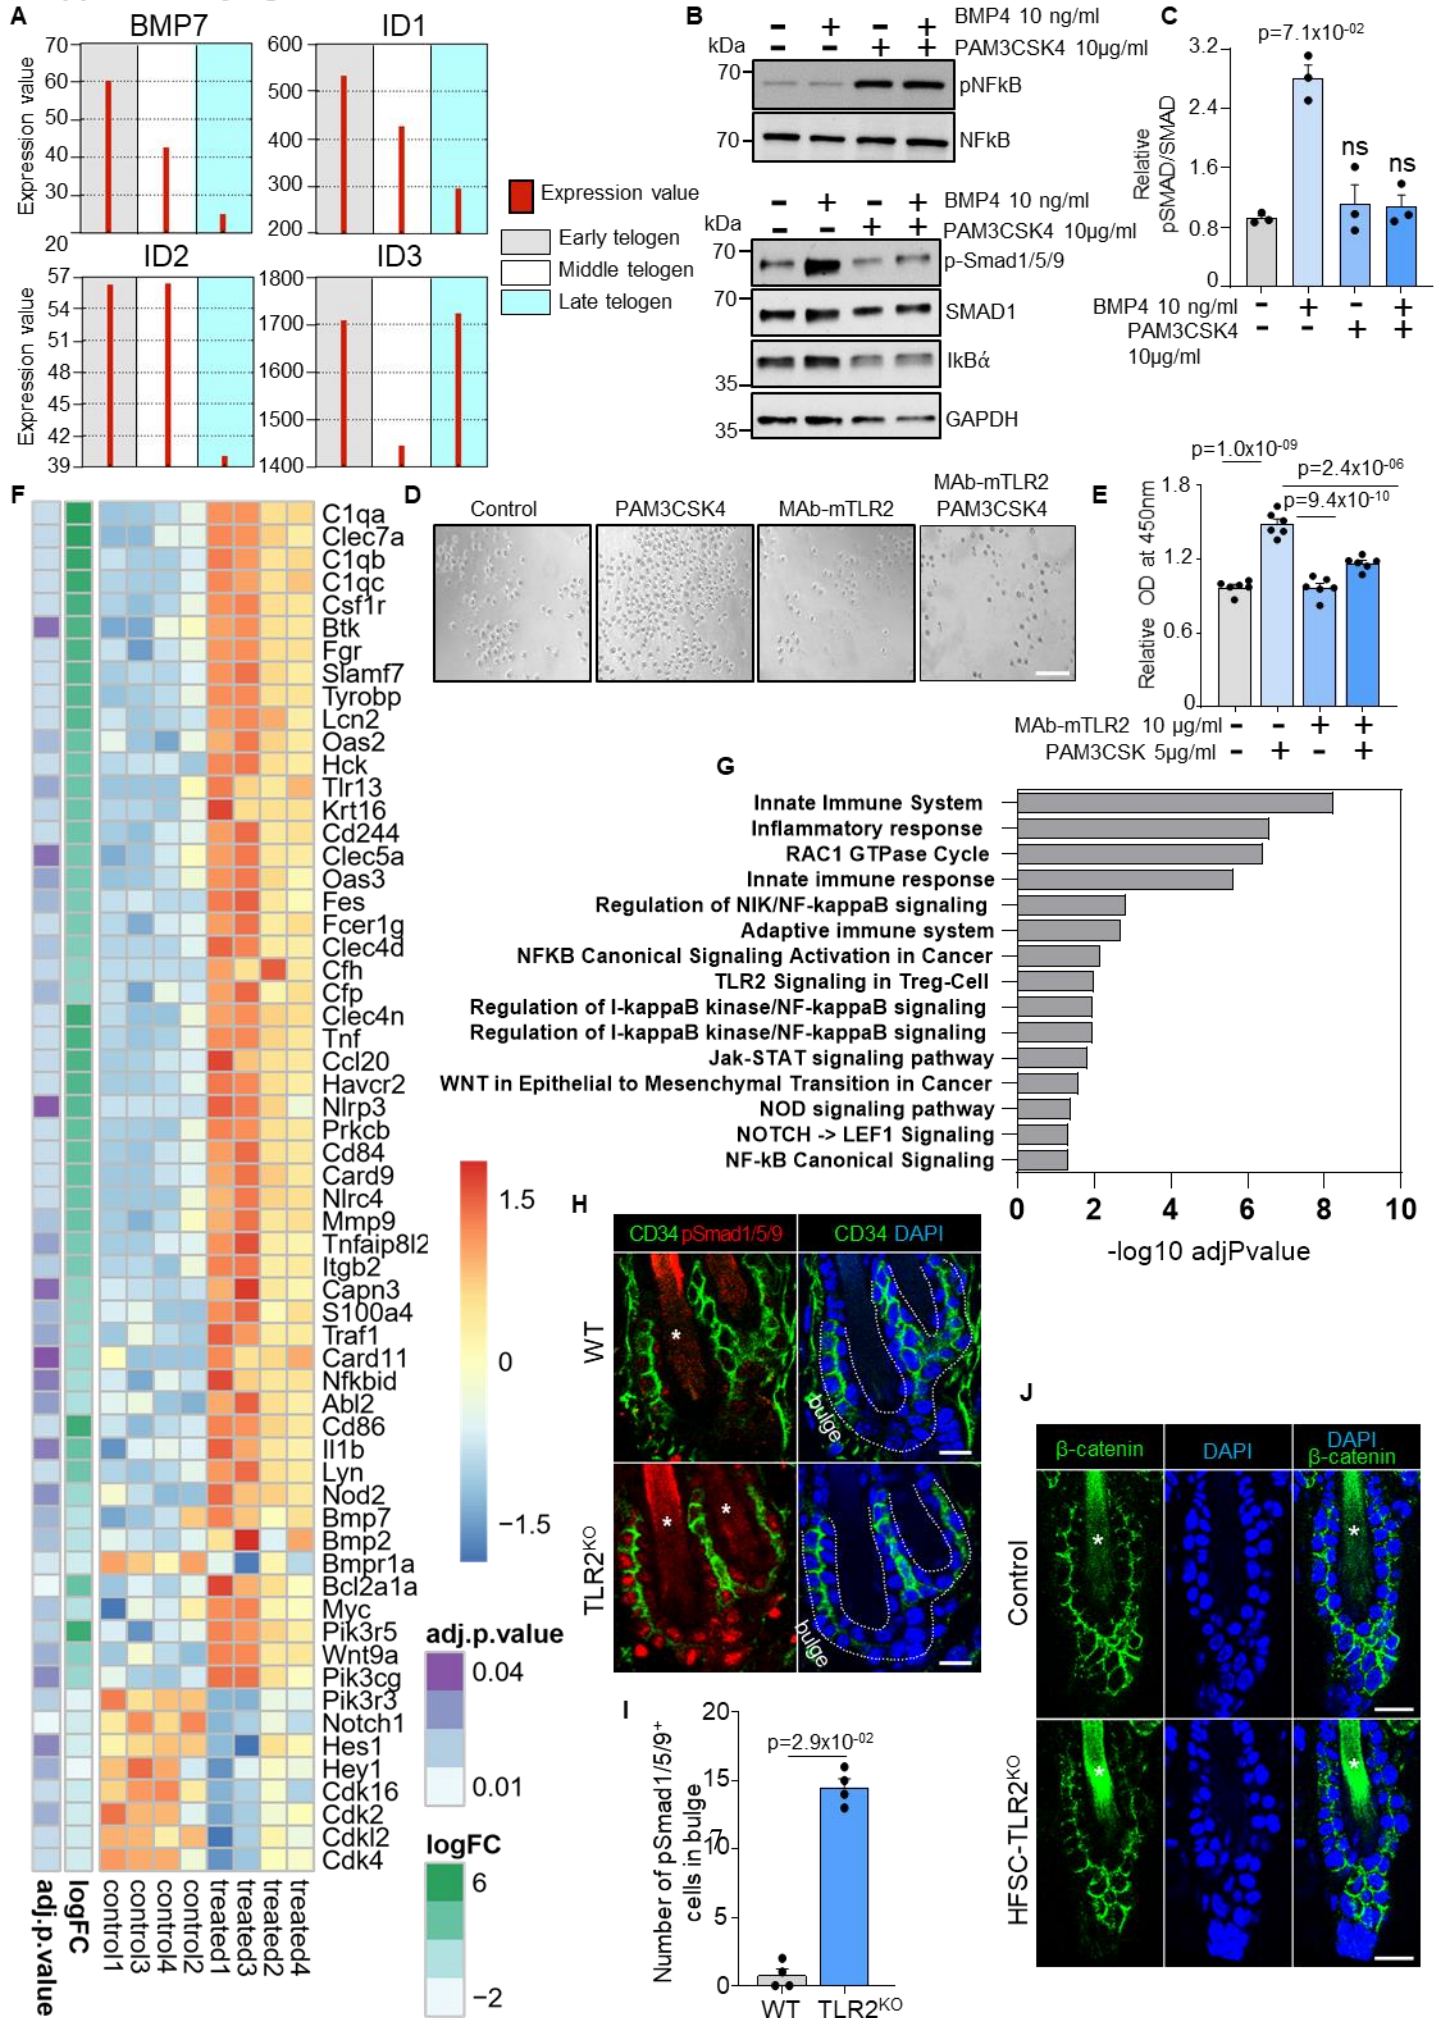 A
BMP7
ID1
Expression value
70
60
50
40
30
20
600
500
400
300
200
ID2
ID3
Expression value
57
54
51
48
45
42
39
1800
1700
1600
1500
1400
Expression value
Early telogen
Middle telogen
Late telogen
B
- + - + BMP4 10 ng/ml
- - + + PAM3CSK4 10µg/ml
kDa
70
pNFkB
70
NFkB
- + - + BMP4 10 ng/ml
- - + + PAM3CSK4 10µg/ml
kDa
70
p-Smad1/5/9
70
SMAD1
IkBά
35
GAPDH
35
C
p=7.1x10-02
Relative
pSMAD/SMAD
3.2
2.4
1.6
0.8
0
ns
ns
BMP4 10 ng/ml - + - +
PAM3CSK4 - - + +
10µg/ml
F
C1qa
Clec7a
C1qb
C1qc
Csf1r
Btk
Fgr
Slamf7
Tyrobp
Lcn2
Oas2
Hck
Tlr13
Krt16
Cd244
Clec5a
Oas3
Fes
Fcer1g
Clec4d
Cfh
Cfp
Clec4n
Tnf
Ccl20
Havcr2
Nlrp3
Prkcb
Cd84
Card9
Nlrc4
Mmp9
Tnfaip8l2
Itgb2
Capn3
S100a4
Traf1
Card11
Nfkbid
Abl2
Cd86
Il1b
Lyn
Nod2
Bmp7
Bmp2
Bmpr1a
Bcl2a1a
Myc
Pik3r5
Wnt9a
Pik3cg
Pik3r3
Notch1
Hes1
Hey1
Cdk16
Cdk2
Cdkl2
Cdk4
adj.p.value
logFC
control1
control3
control4
control2
treated1
treated3
treated2
treated4
1.5
0
−1.5
adj.p.value
0.04
0.01
logFC
6
−2
D
Control
PAM3CSK4
MAb-mTLR2
MAb-mTLR2
PAM3CSK4
E
p=1.0x10-09
p=2.4x10-06
p=9.4x10-10
Relative OD at 450nm
1.8
1.2
0.6
0
MAb-mTLR2 10 µg/ml - - + +
PAM3CSK 5µg/ml - + - +
G
Innate Immune System
Inflammatory response
RAC1 GTPase Cycle
Innate immune response
Regulation of NIK/NF-kappaB signaling
Adaptive immune system
NFKB Canonical Signaling Activation in Cancer
TLR2 Signaling in Treg-Cell
Regulation of I-kappaB kinase/NF-kappaB signaling
Regulation of I-kappaB kinase/NF-kappaB signaling
Jak-STAT signaling pathway
WNT in Epithelial to Mesenchymal Transition in Cancer
NOD signaling pathway
NOTCH -> LEF1 Signaling
NF-kB Canonical Signaling
0 2 4 6 8 10
-log10 adjPvalue
H
CD34 pSmad1/5/9
CD34 DAPI
WT
*
bulge
TLR2KO
*
*
bulge
I
p=2.9x10-02
Number of pSmad1/5/9+
cells in bulge
20
15
10
5
0
WT
TLR2KO
J
β-catenin
DAPI
DAPI
β-catenin
Control
*
*
HFSC-TLR2KO
*
*